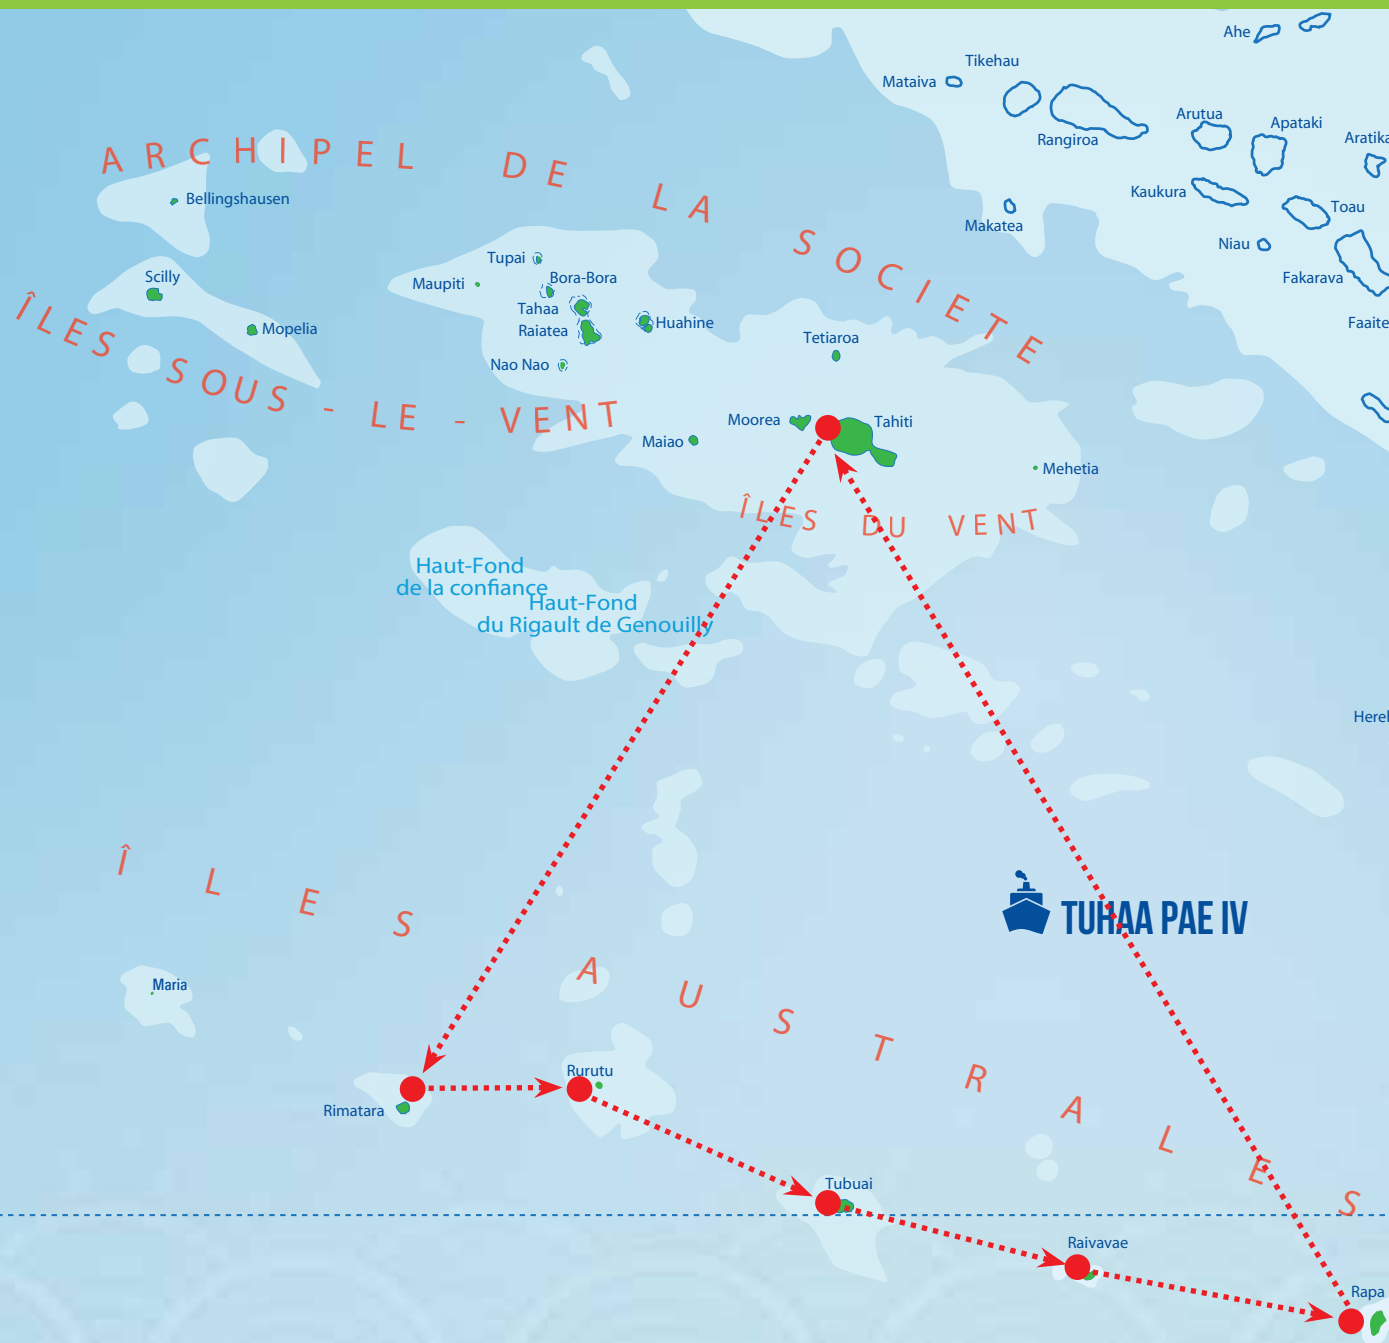 Ahe
Tikehau
Mataiva
Rangiroa
Arutua
Apataki
Aratika
Kaukura
Toau
Makatea
Niau
Fakarava
Faaite
ARCHIPEL DE LA SOCIETE
Bellingshausen
Scilly
Mopelia
Tupai
Bora-Bora
Maupiti
Tahaa
Raiatea
Huahine
Nao Nao
ÎLES SOUS - LE - VENT
Tetiaroa
Moorea
Tahiti
Maiao
Mehetia
ÎLES DU VENT
Haut-Fond
de la confiance
Haut-Fond
du Rigault de Genouilly
Hereh
TUHAA PAE IV
ÎLES AUSTRALES
Maria
Rurutu
Rimatara
Tubuai
Raivavae
Rapa